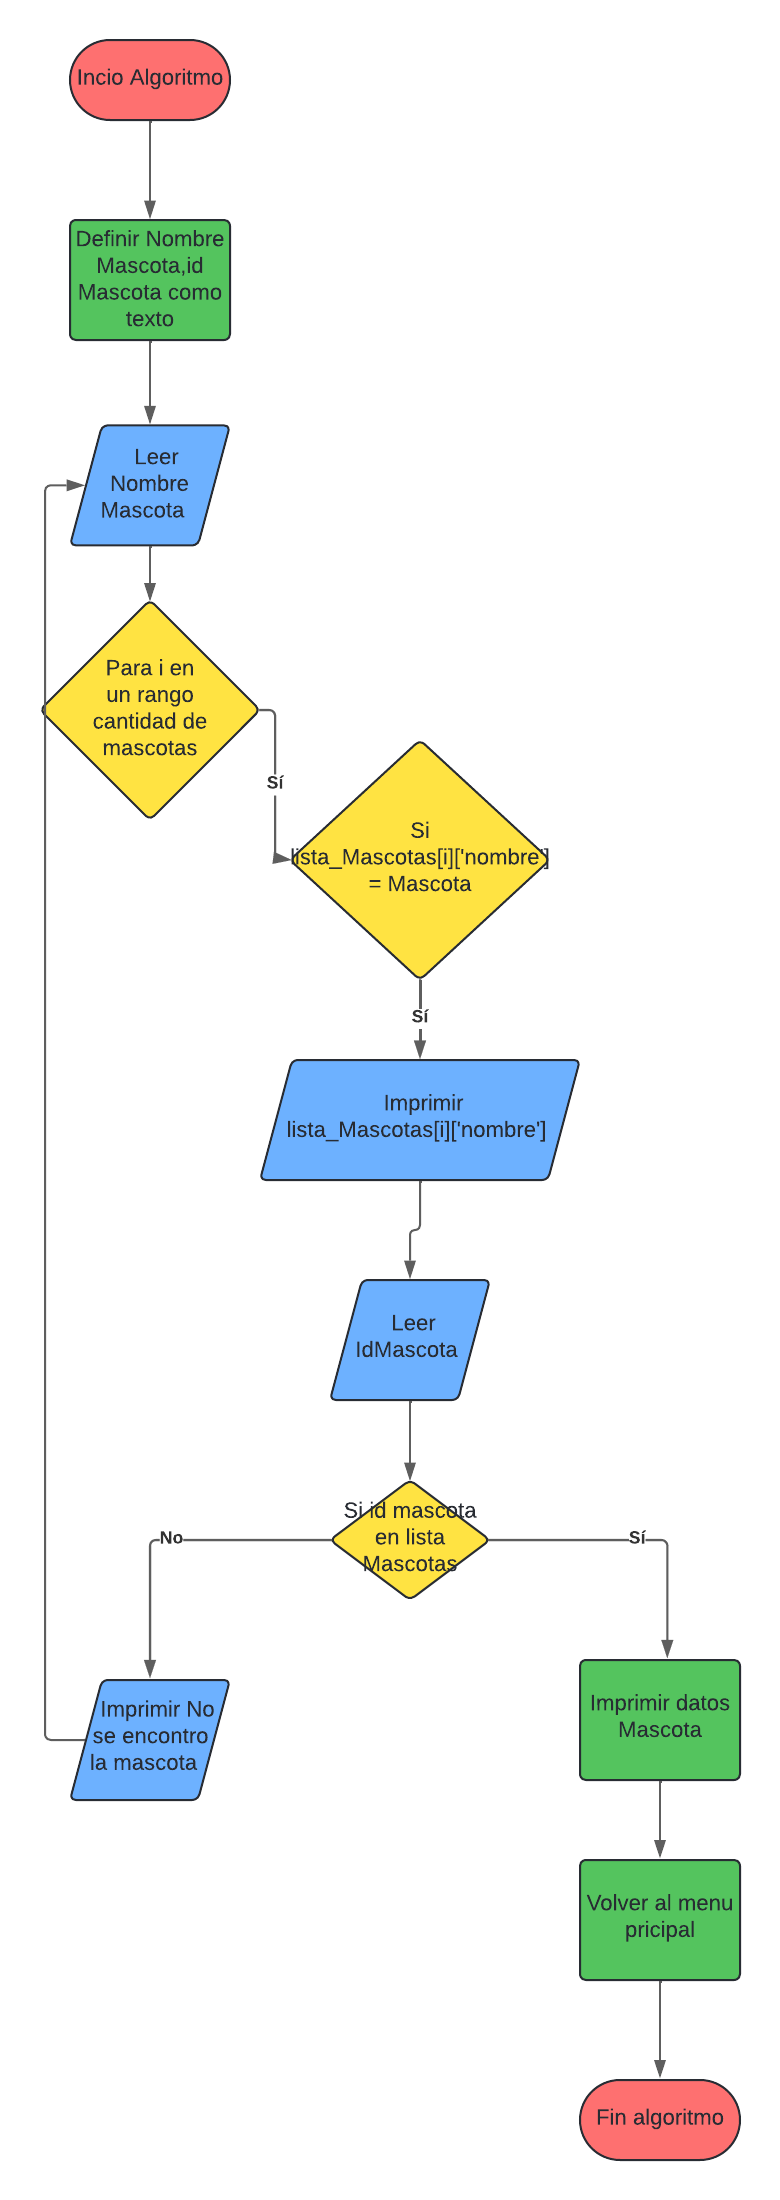 Incio Algoritmo
Definir Nombre
Mascota,id
Mascota como
texto
Leer
Nombre
Mascota
Para i en
un rango
cantidad de
mascotas
Sí
Si
lista_Mascotas[i]['nombre']
= Mascota
Sí
Imprimir
lista_Mascotas[i]['nombre']
Leer
IdMascota
Si id mascota
en lista
Mascotas
No
Sí
Imprimir No
se encontro
la mascota
Imprimir datos
Mascota
Volver al menu
pricipal
Fin algoritmo